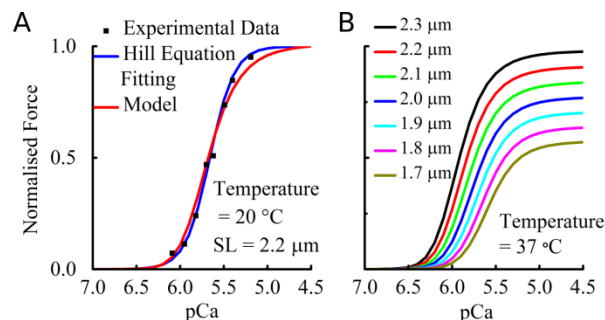 A
Experimental Data
Hill Equation
Fitting
Model
Normalised Force
1.0
0.5
0.0
Temperature
= 20 °C
SL = 2.2 μm
7.0 6.5 6.0 5.5 5.0 4.5
pCa
B
2.3 μm
2.2 μm
2.1 μm
2.0 μm
1.9 μm
1.8 μm
1.7 μm
Temperature
= 37 °C
7.0 6.5 6.0 5.5 5.0 4.5
pCa